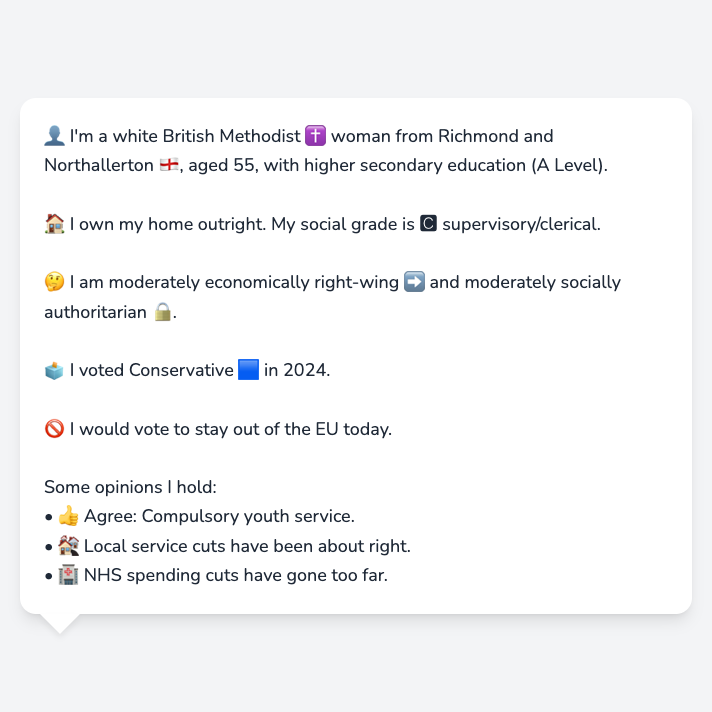 👤 I'm a white British Methodist ✝️ woman from Richmond and
Northallerton 🏴󠁧󠁢󠁥󠁮󠁧󠁿, aged 55, with higher secondary education (A Level).
🏠 I own my home outright. My social grade is 🅲 supervisory/clerical.
🤔 I am moderately economically right-wing ➡️ and moderately socially
authoritarian 🔒.
🗳️ I voted Conservative 🟦 in 2024.
🚫 I would vote to stay out of the EU today.
Some opinions I hold:
• 👍 Agree: Compulsory youth service.
• 🏘️ Local service cuts have been about right.
• 🏥 NHS spending cuts have gone too far.